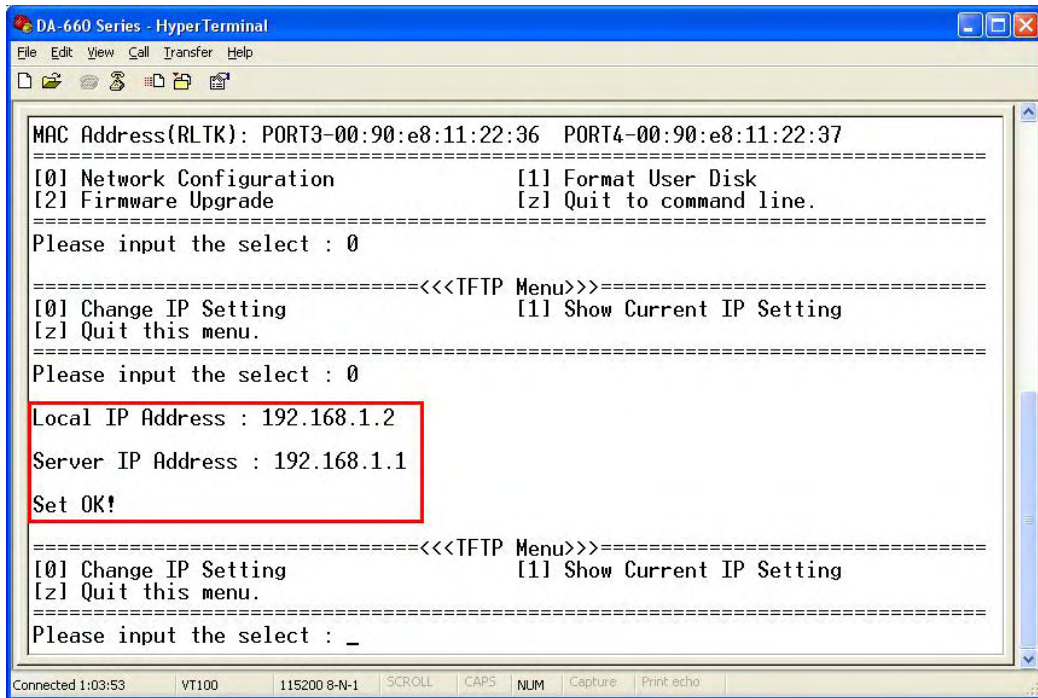 DA-660 Series - HyperTerminal
File Edit View Call Transfer Help
MAC Address(RLTK): PORT3-00:90:e8:11:22:36 PORT4-00:90:e8:11:22:37
================================================================================
[0] Network Configuration [1] Format User Disk
[2] Firmware Upgrade [z] Quit to command line.
================================================================================
Please input the select : 0
================================<<<TFTP Menu>>>================================
[0] Change IP Setting [1] Show Current IP Setting
[z] Quit this menu.
================================================================================
Please input the select : 0
Local IP Address : 192.168.1.2
Server IP Address : 192.168.1.1
Set OK!
================================<<<TFTP Menu>>>================================
[0] Change IP Setting [1] Show Current IP Setting
[z] Quit this menu.
================================================================================
Please input the select : _
Connected 1:03:53 VT100 115200 8-N-1 SCROLL CAPS NUM Capture Print echo